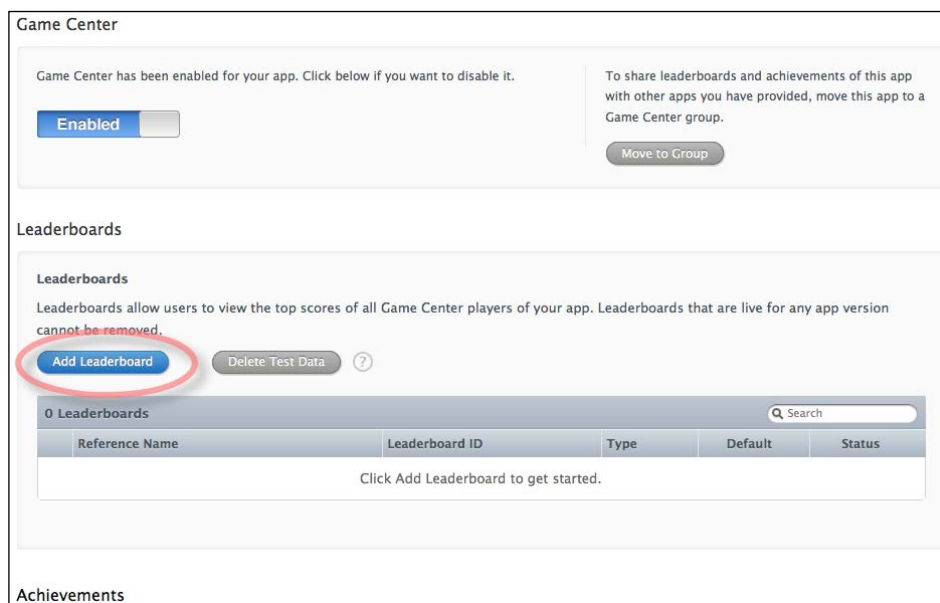 Game Center
Game Center has been enabled for your app. Click below if you want to disable it.
Enabled
To share leaderboards and achievements of this app
with other apps you have provided, move this app to a
Game Center group.
Move to Group
Leaderboards
Leaderboards
Leaderboards allow users to view the top scores of all Game Center players of your app. Leaderboards that are live for any app version
cannot be removed.
Add Leaderboard Delete Test Data ?
0 Leaderboards Search
Reference Name Leaderboard ID Type Default Status
Click Add Leaderboard to get started.
Achievements